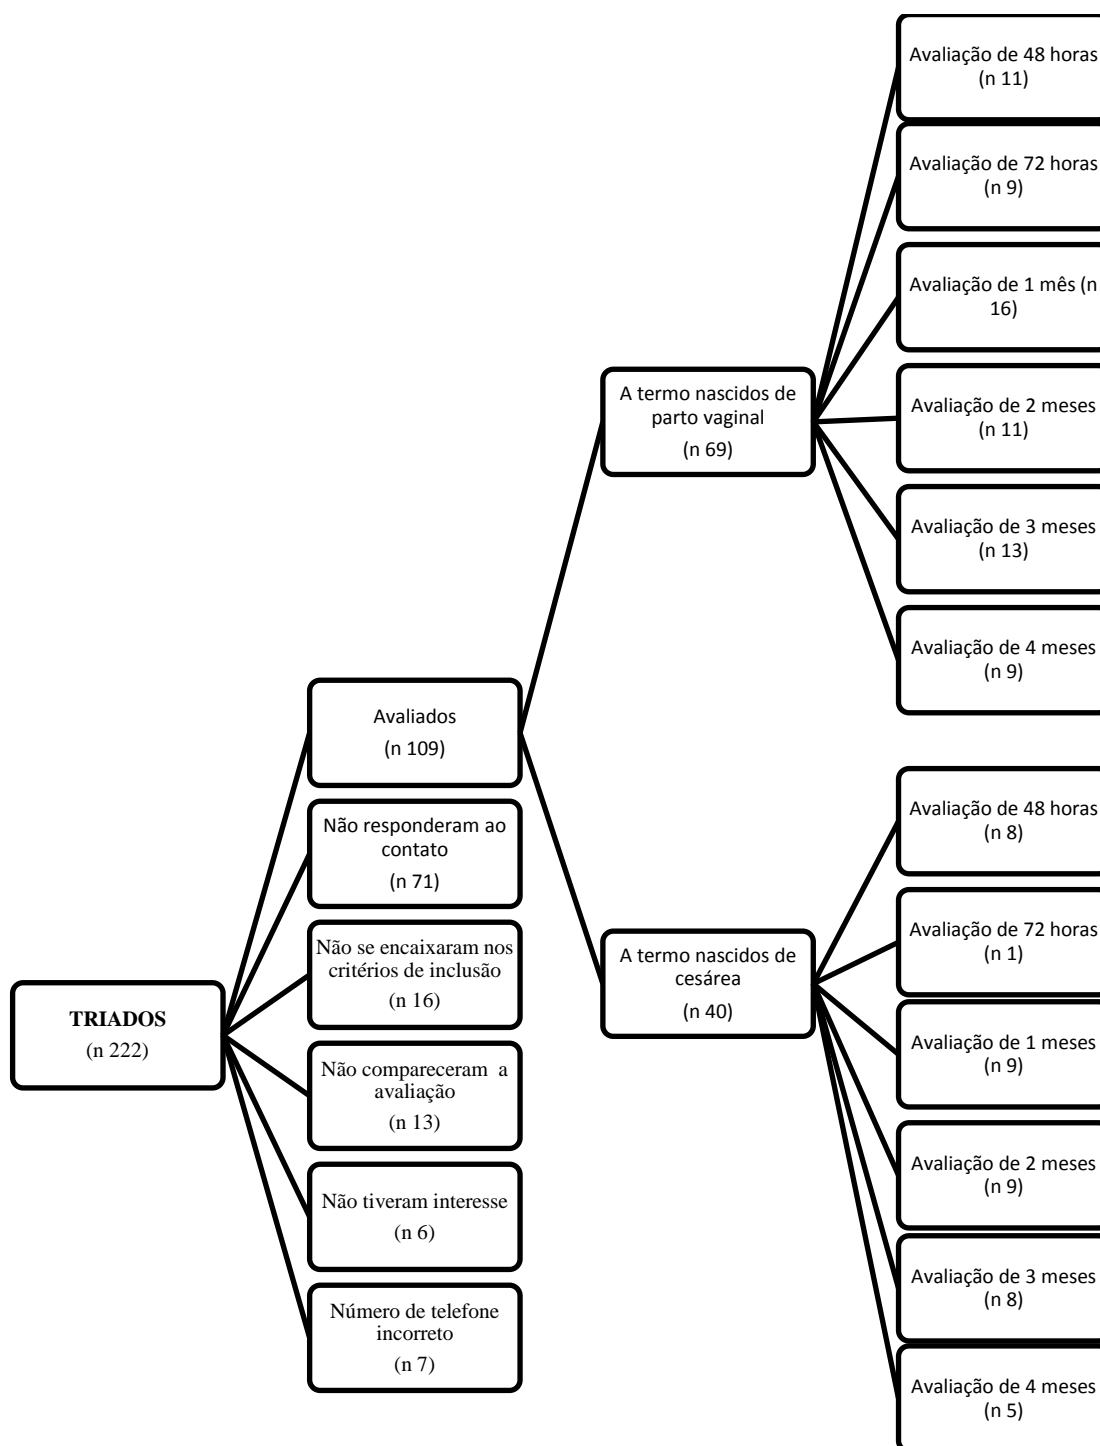 TRIADOS
(n 222)
Avaliados
(n 109)
Não responderam ao
contato
(n 71)
Não se encaixaram nos
critérios de inclusão
(n 16)
Não compareceram a
avaliação
(n 13)
Não tiveram interesse
(n 6)
Número de telefone
incorreto
(n 7)
A termo nascidos de
parto vaginal
(n 69)
A termo nascidos de
cesárea
(n 40)
Avaliação de 48 horas
(n 11)
Avaliação de 72 horas
(n 9)
Avaliação de 1 mês (n
16)
Avaliação de 2 meses
(n 11)
Avaliação de 3 meses
(n 13)
Avaliação de 4 meses
(n 9)
Avaliação de 48 horas
(n 8)
Avaliação de 72 horas
(n 1)
Avaliação de 1 meses
(n 9)
Avaliação de 2 meses
(n 9)
Avaliação de 3 meses
(n 8)
Avaliação de 4 meses
(n 5)